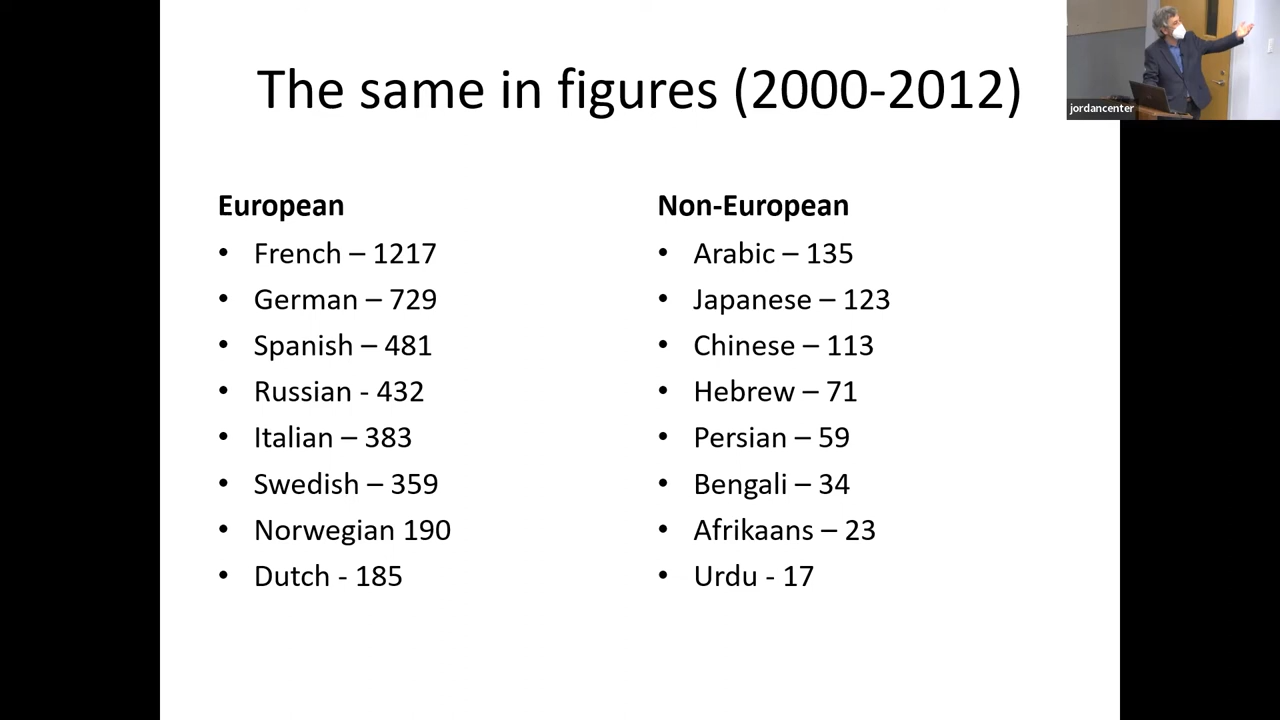 The same in figures (2000-2012)
jordancenter
European
• French – 1217
• German – 729
• Spanish – 481
• Russian - 432
• Italian – 383
• Swedish – 359
• Norwegian 190
• Dutch - 185
Non-European
• Arabic – 135
• Japanese – 123
• Chinese – 113
• Hebrew – 71
• Persian – 59
• Bengali – 34
• Afrikaans – 23
• Urdu - 17